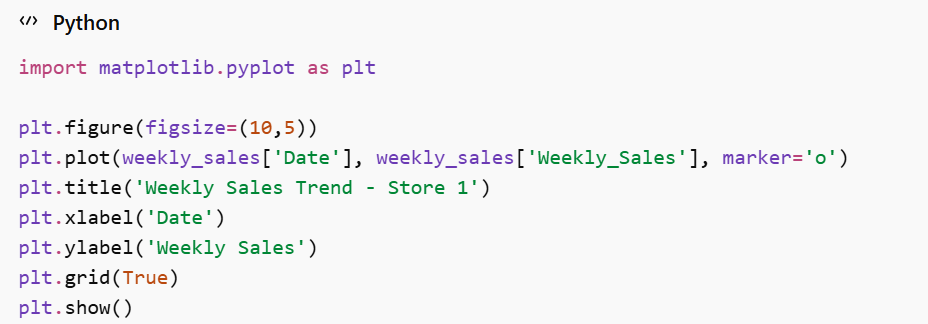 Python
import matplotlib.pyplot as plt
plt.figure(figsize=(10,5))
plt.plot(weekly_sales['Date'], weekly_sales['Weekly_Sales'], marker='o')
plt.title('Weekly Sales Trend - Store 1')
plt.xlabel('Date')
plt.ylabel('Weekly Sales')
plt.grid(True)
plt.show()